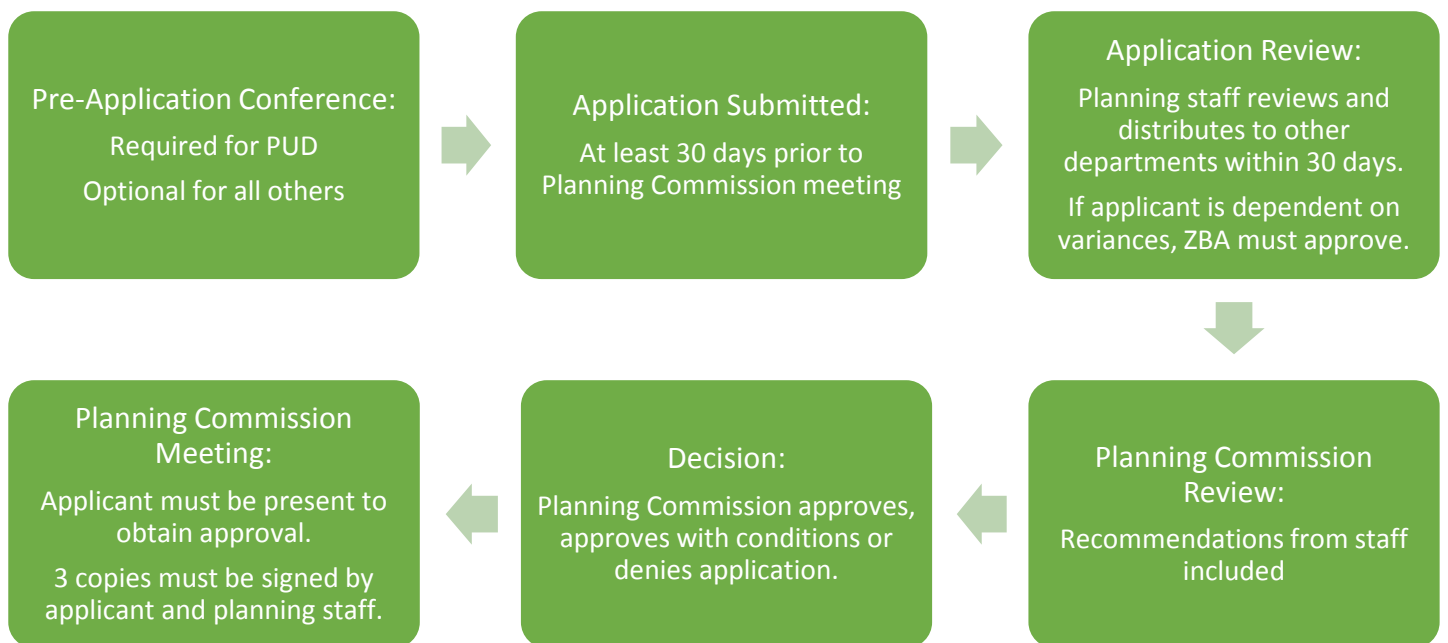 Pre-Application Conference:
Required for PUD
Optional for all others
Application Submitted:
At least 30 days prior to
Planning Commission meeting
Application Review:
Planning staff reviews and
distributes to other
departments within 30 days.
If applicant is dependent on
variances, ZBA must approve.
Planning Commission
Review:
Recommendations from staff
included
Decision:
Planning Commission approves,
approves with conditions or
denies application.
Planning Commission
Meeting:
Applicant must be present to
obtain approval.
3 copies must be signed by
applicant and planning staff.